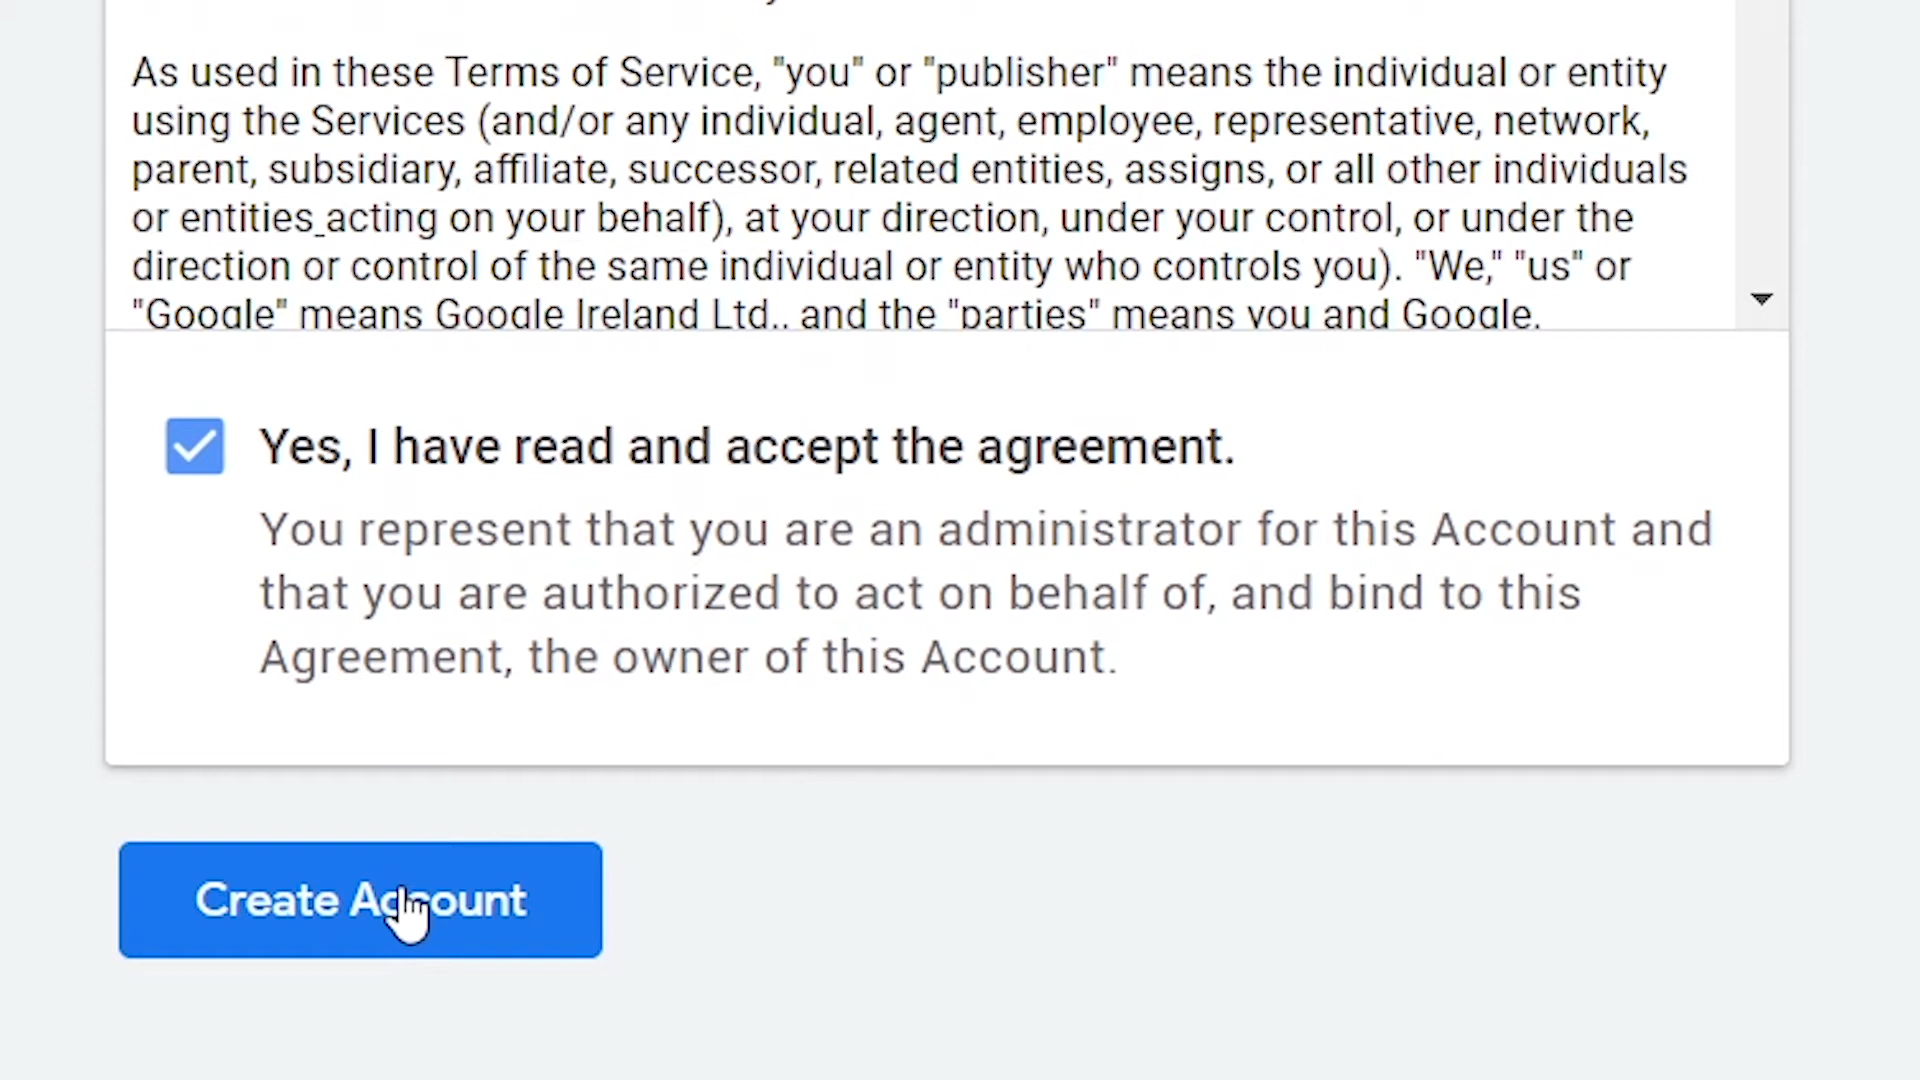 As used in these Terms of Service, "you" or "publisher" means the individual or entity
using the Services (and/or any individual, agent, employee, representative, network,
parent, subsidiary, affiliate, successor, related entities, assigns, or all other individuals
or entities acting on your behalf), at your direction, under your control, or under the
direction or control of the same individual or entity who controls you). "We," "us" or
"Google" means Google Ireland Ltd., and the "parties" means you and Google.
Yes, I have read and accept the agreement.
You represent that you are an administrator for this Account and
that you are authorized to act on behalf of, and bind to this
Agreement, the owner of this Account.
Create Account